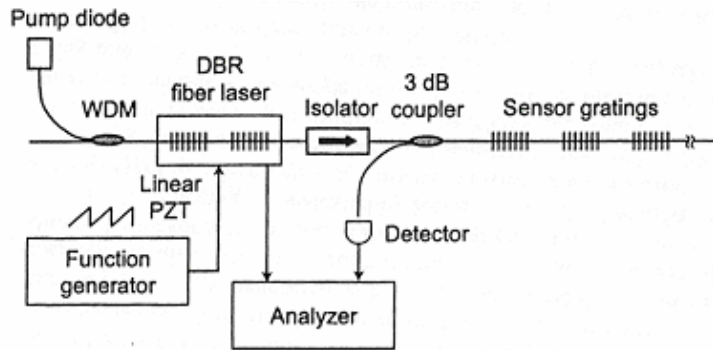 Pump diode
WDM
DBR
fiber laser
Isolator
3 dB
coupler
Sensor gratings
Linear
PZT
Function
generator
Detector
Analyzer